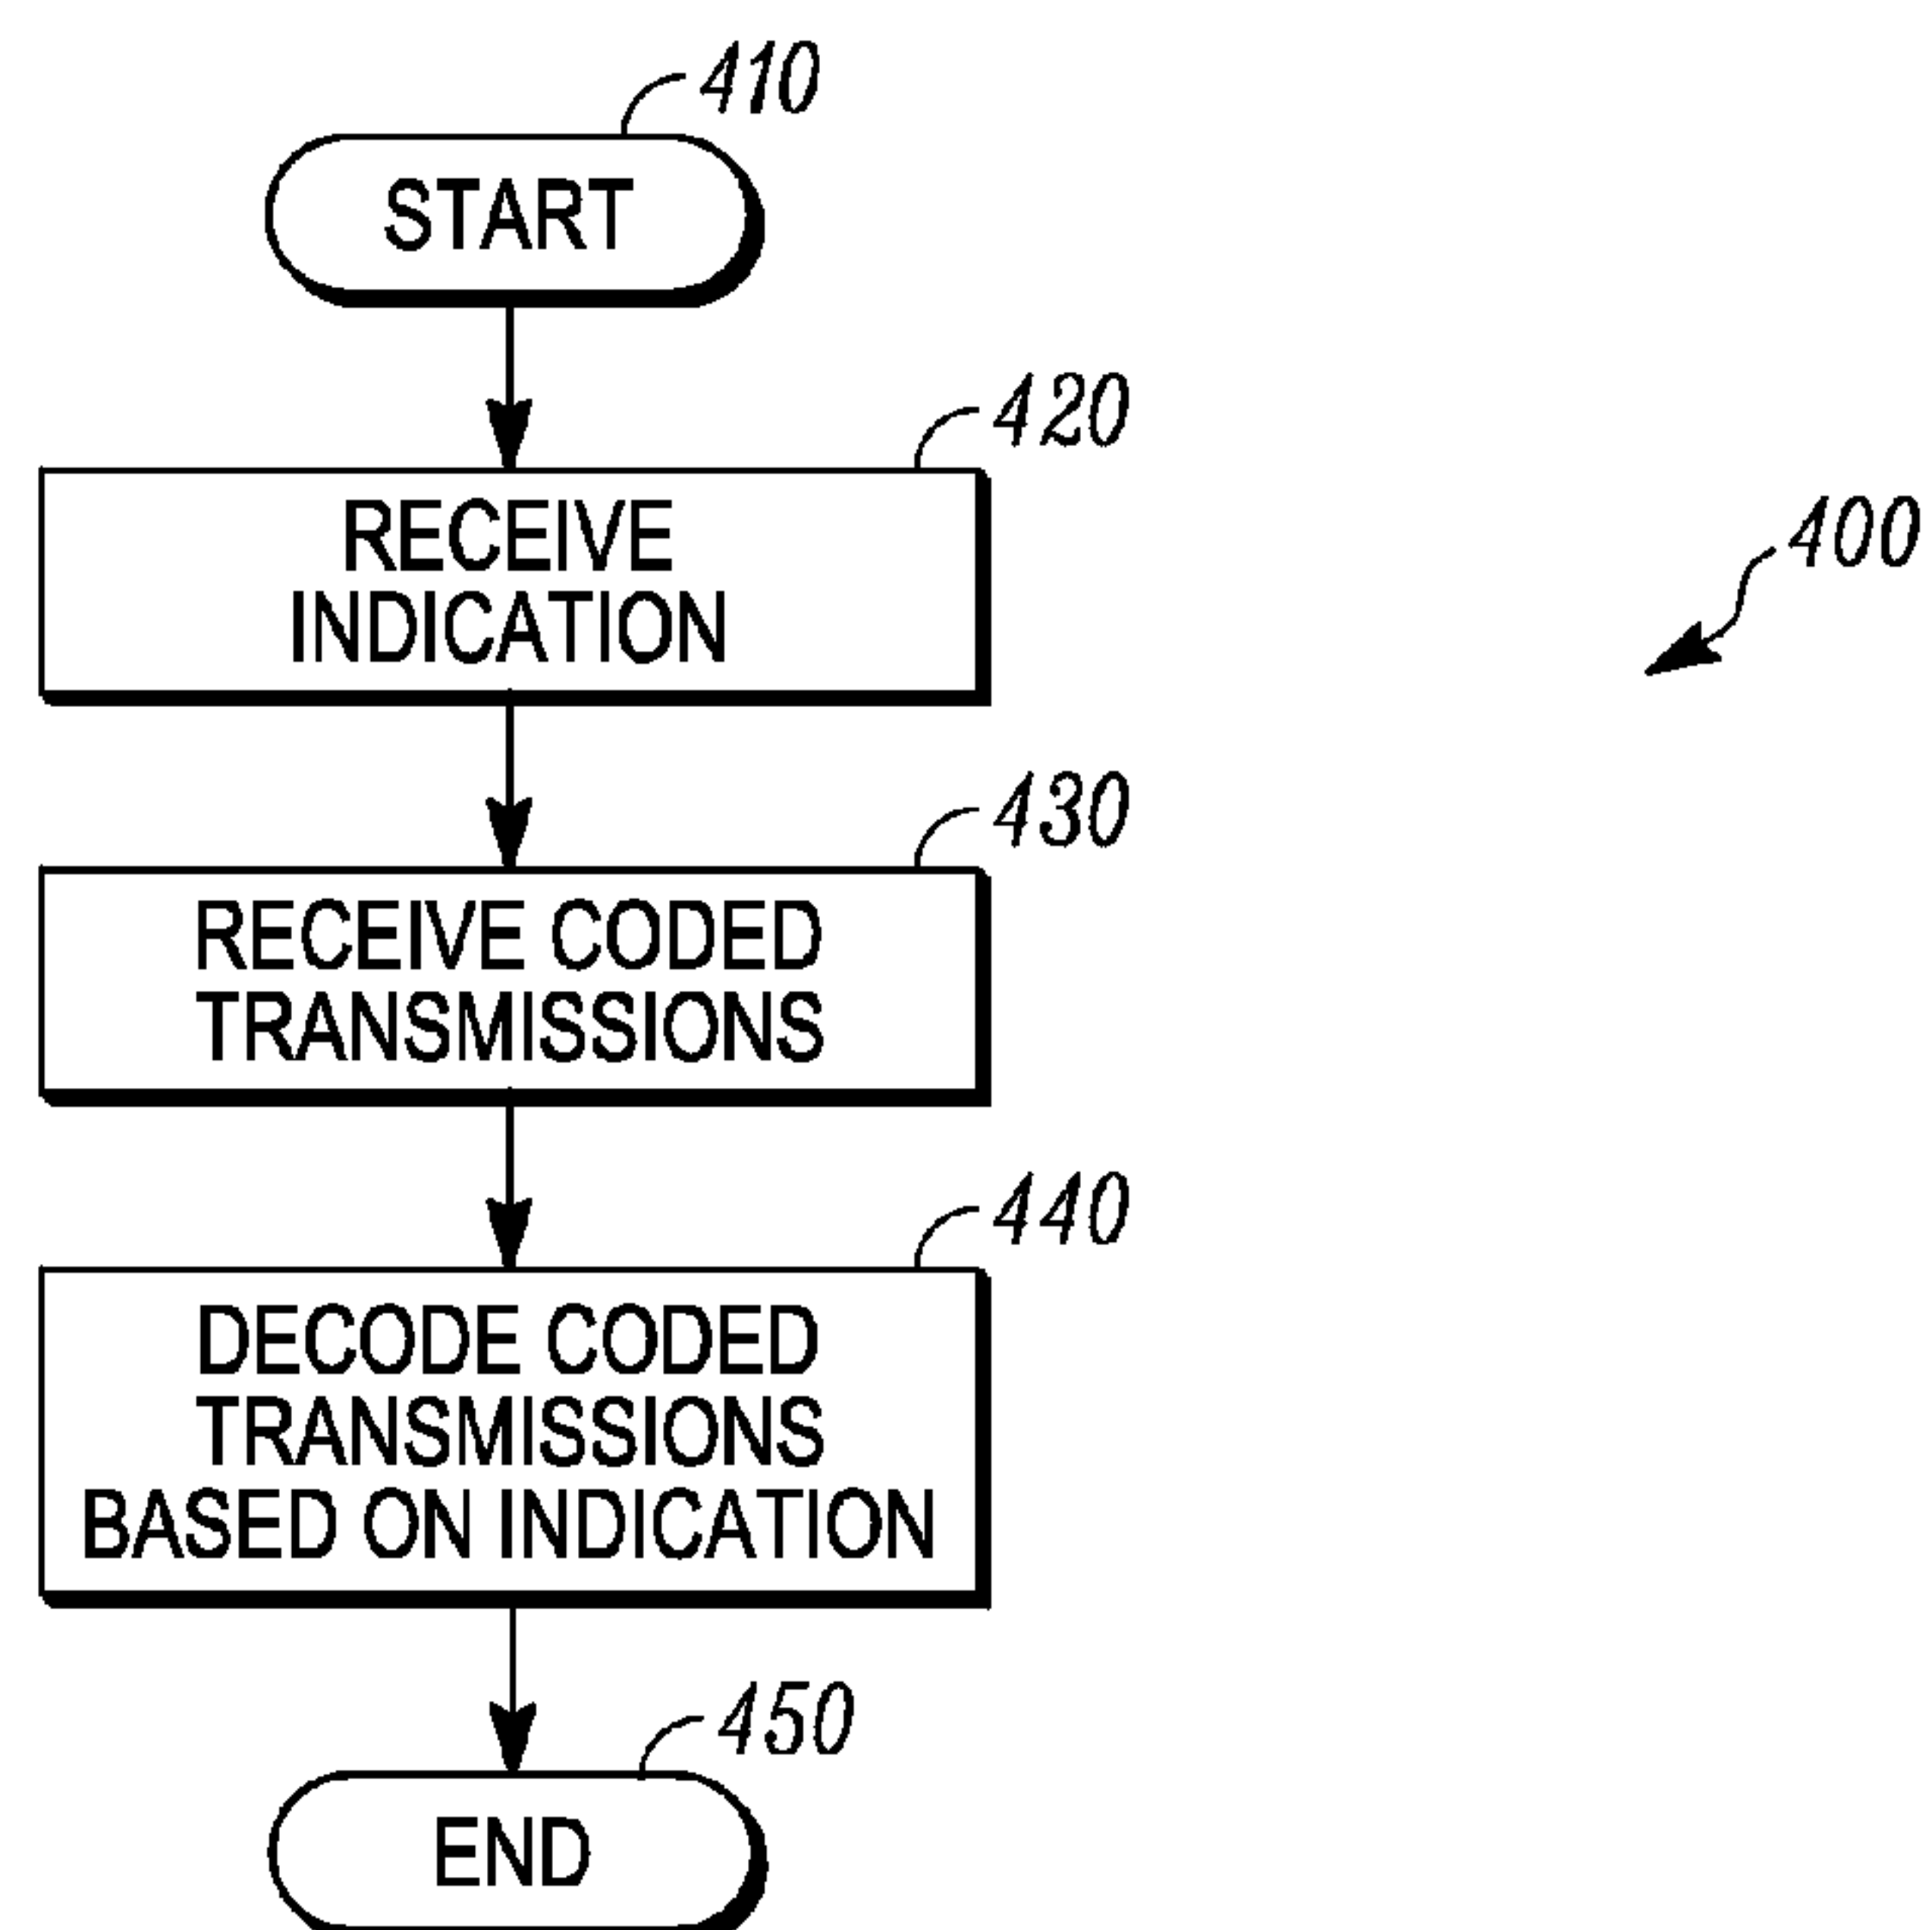 410
START
420
RECEIVE
INDICATION
400
430
RECEIVE CODED
TRANSMISSIONS
440
DECODE CODED
TRANSMISSIONS
BASED ON INDICATION
450
END